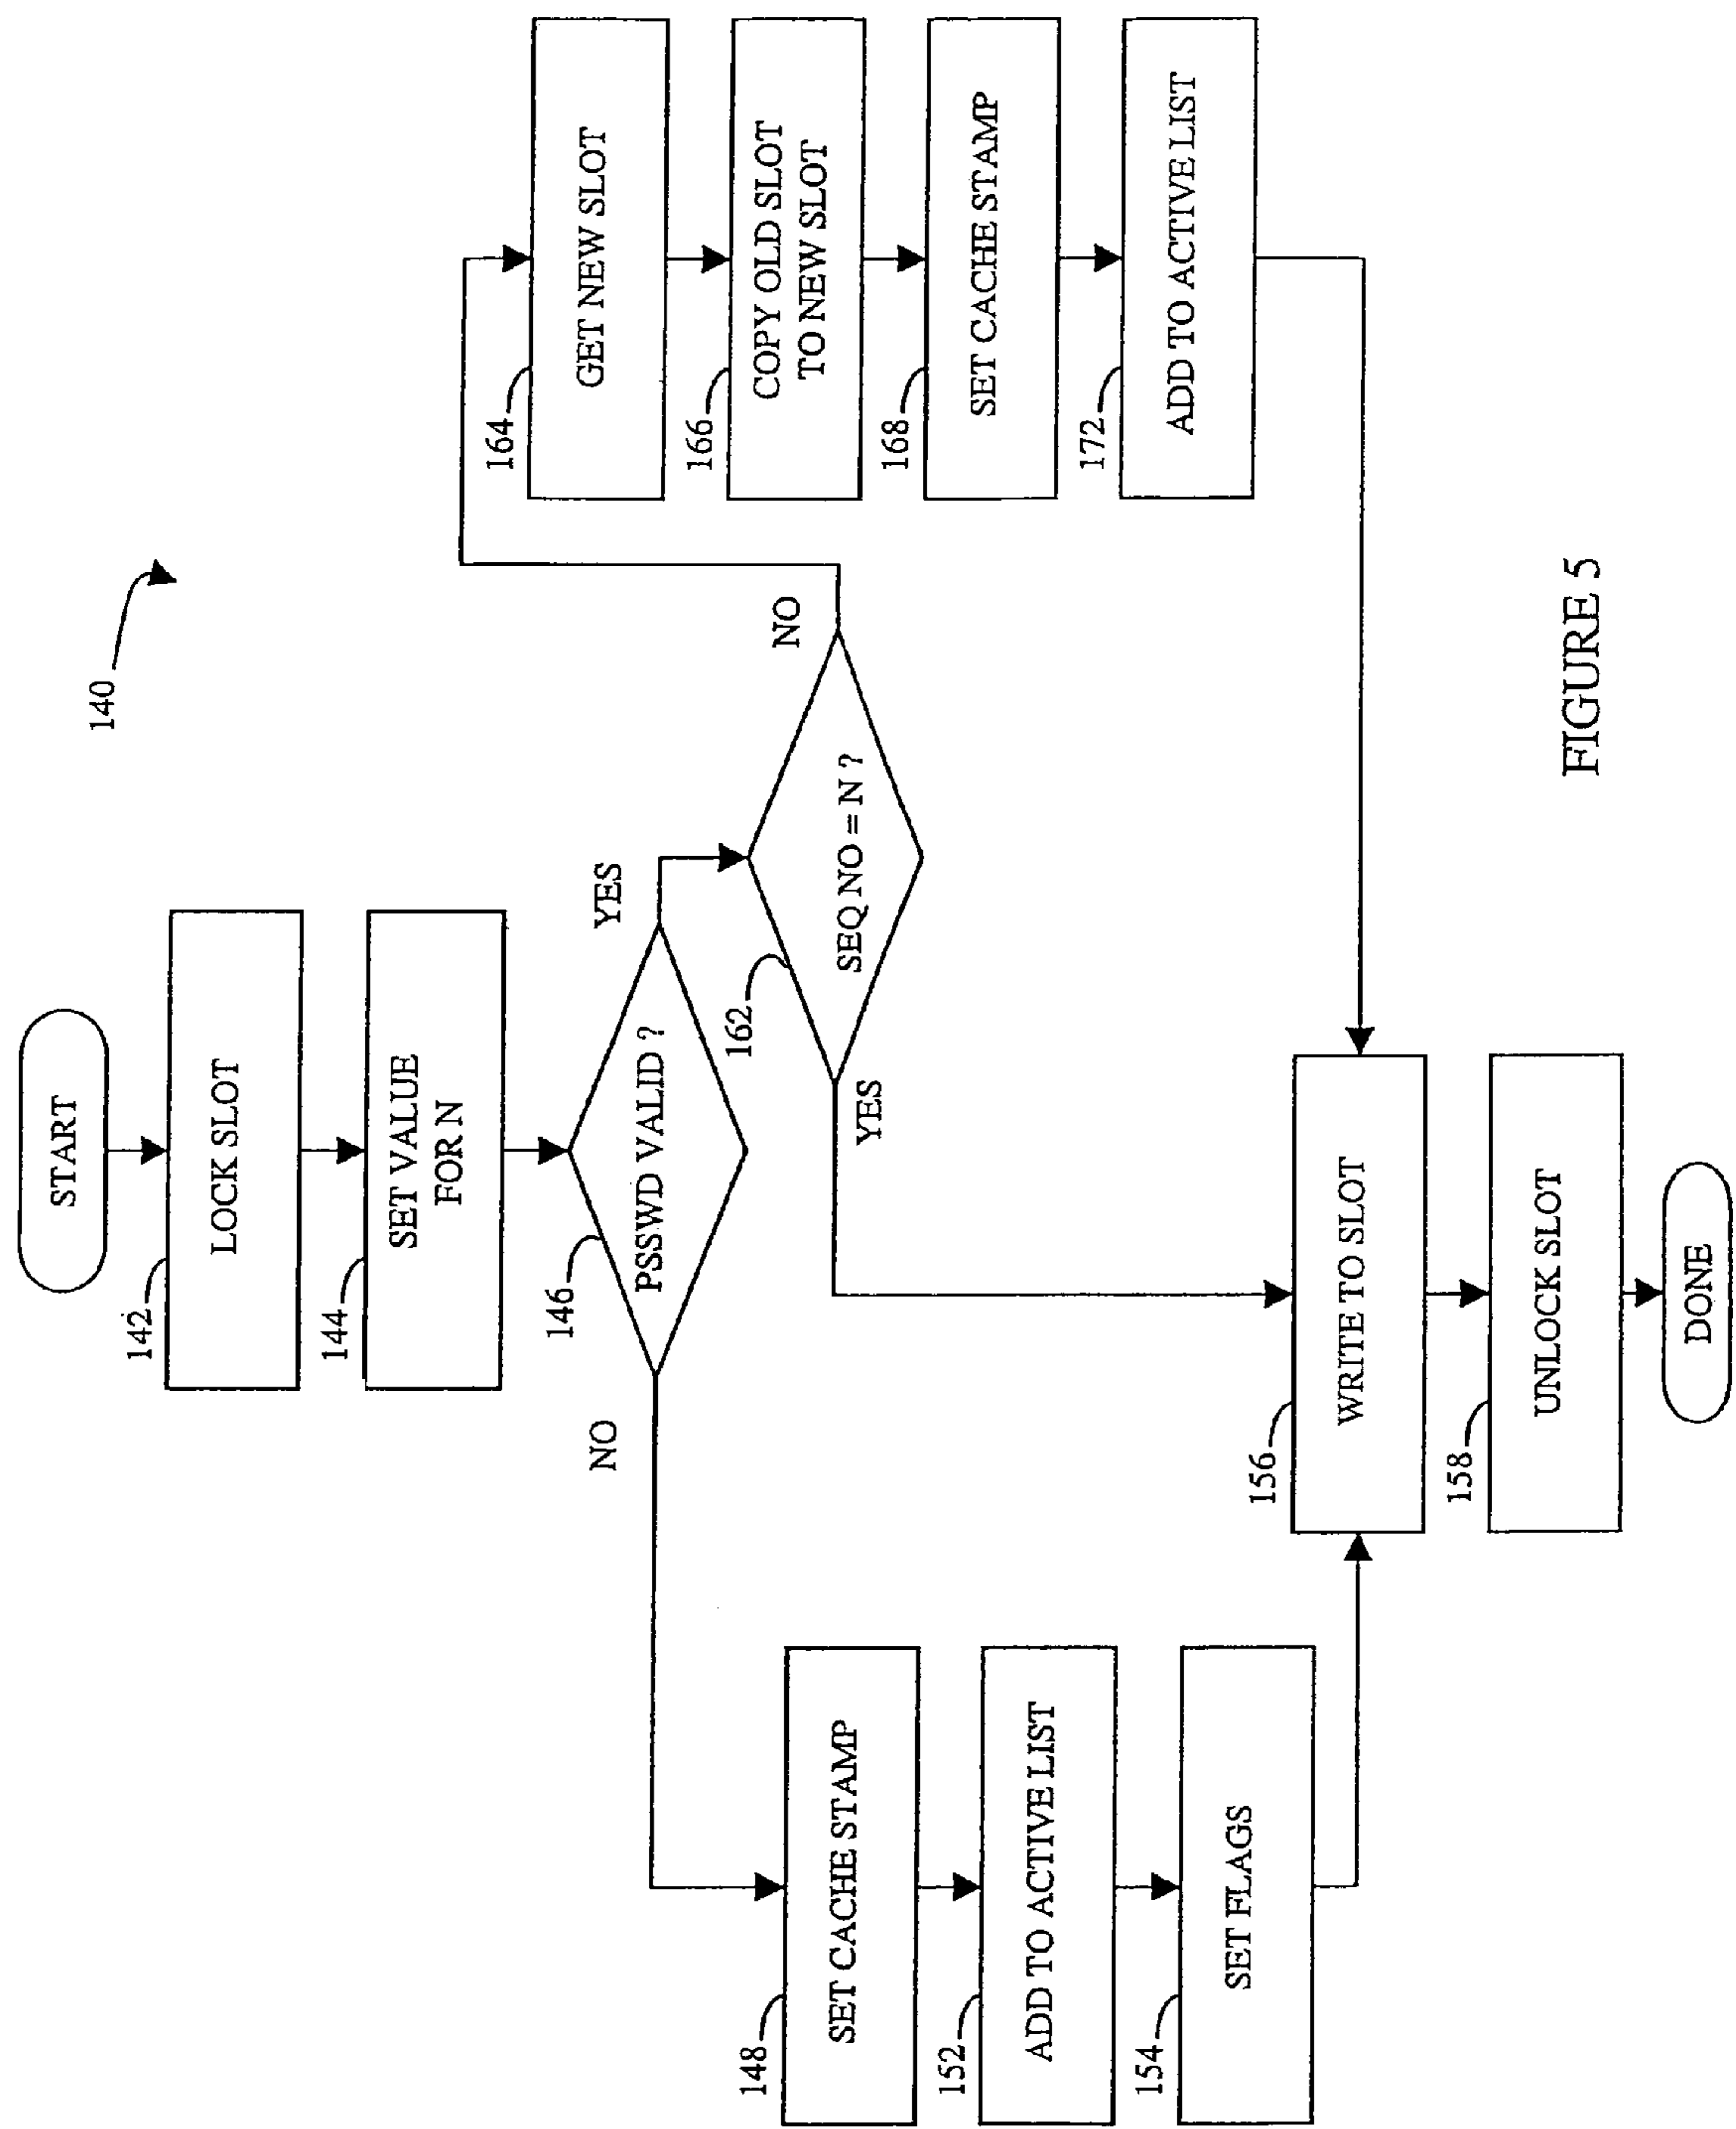 140
START
142
LOCK SLOT
144
SET VALUE
FOR N
146
PSSWD VALID ?
NO
YES
162
SEQ NO = N ?
YES
NO
164
GET NEW SLOT
166
COPY OLD SLOT
TO NEW SLOT
168
SET CACHE STAMP
172
ADD TO ACTIVE LIST
148
SET CACHE STAMP
152
ADD TO ACTIVE LIST
154
SET FLAGS
156
WRITE TO SLOT
158
UNLOCK SLOT
DONE
FIGURE 5